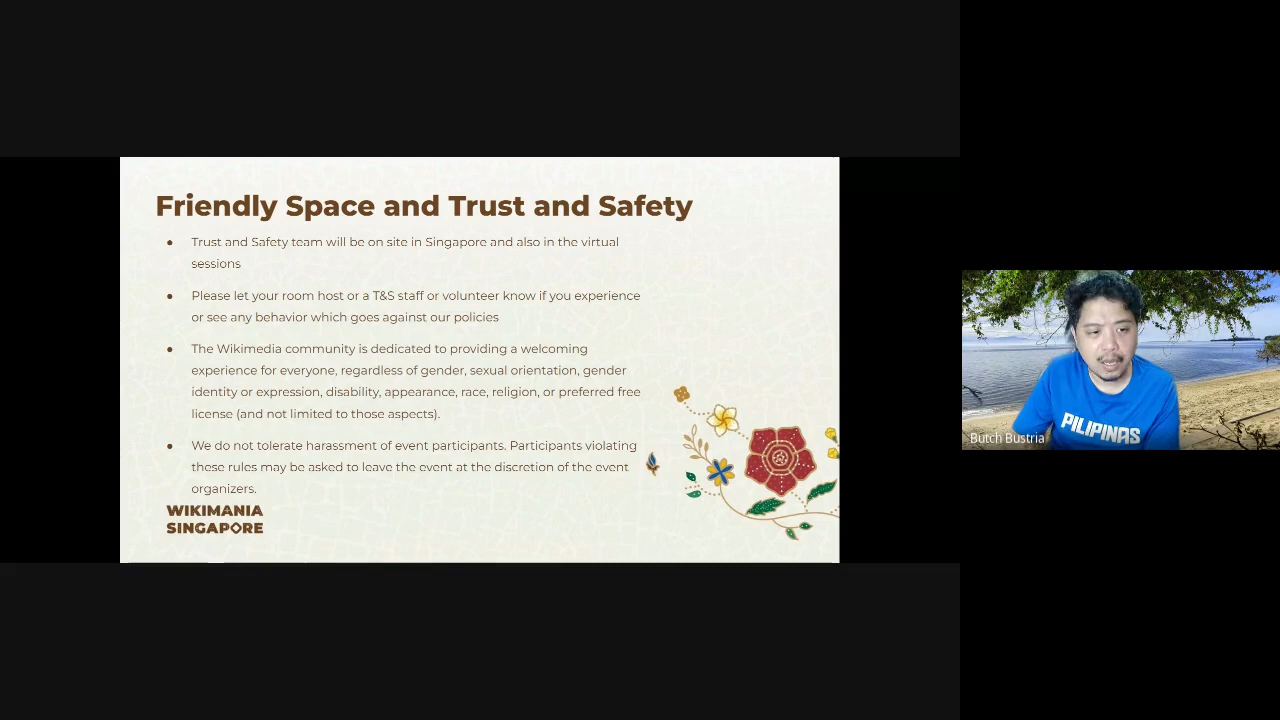 Friendly Space and Trust and Safety
● Trust and Safety team will be on site in Singapore and also in the virtual
sessions
● Please let your room host or a T&S staff or volunteer know if you experience
or see any behavior which goes against our policies
● The Wikimedia community is dedicated to providing a welcoming
experience for everyone, regardless of gender, sexual orientation, gender
identity or expression, disability, appearance, race, religion, or preferred free
license (and not limited to those aspects).
● We do not tolerate harassment of event participants. Participants violating
these rules may be asked to leave the event at the discretion of the event
organizers.
WIKIMANIA
SINGAPORE
PILIPINAS
Butch Bustria